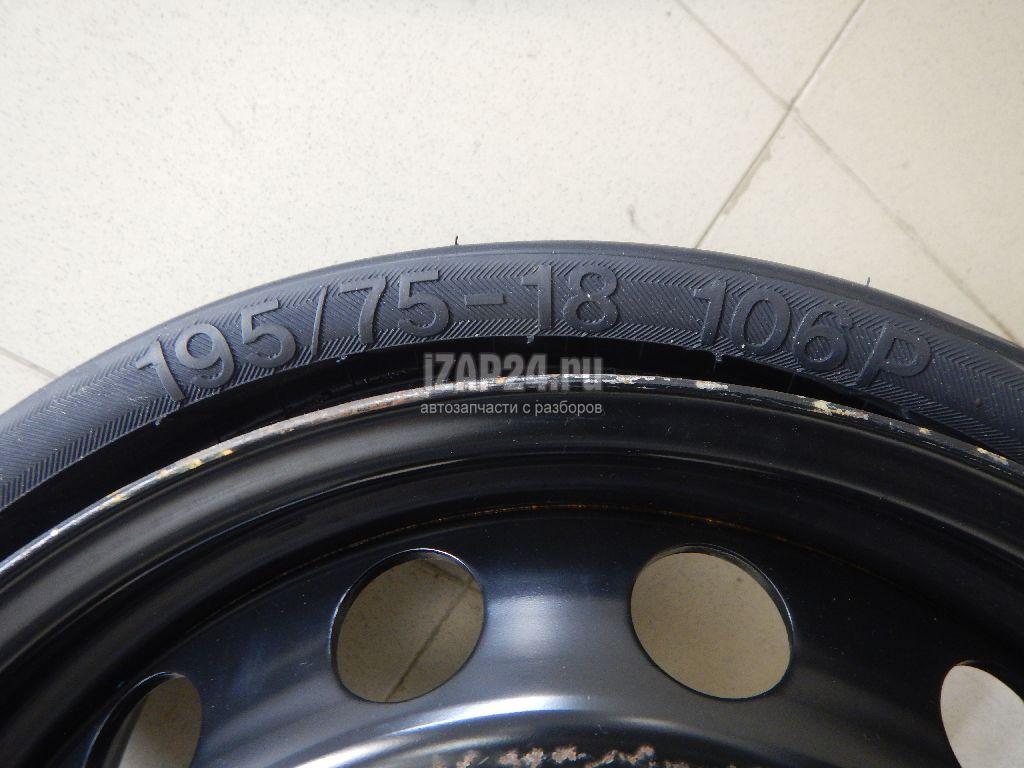 195/75-18 106P
iZAP24.ru
автозапчасти с разборов